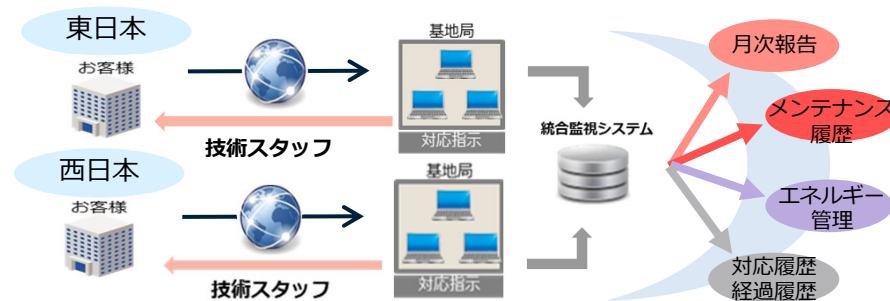 東日本
お客様
技術スタッフ
基地局
対応指示
西日本
お客様
技術スタッフ
基地局
対応指示
統合監視システム
月次報告
メンテナンス
履歴
エネルギー
管理
対応履歴
経過履歴